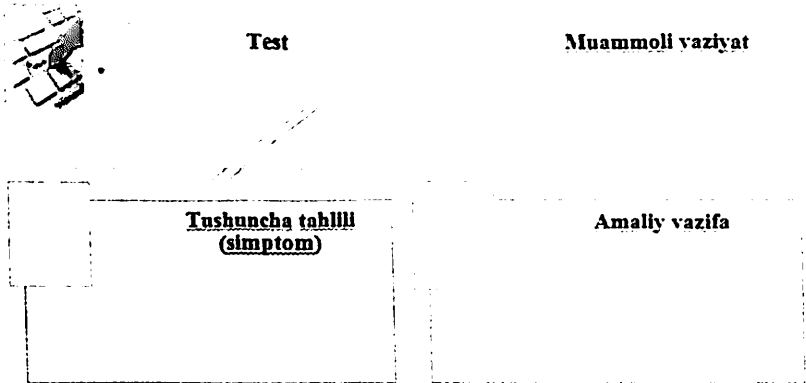 Test
Muammoli vaziyat
Tushuncha tahlili
(simptom)
Amaliy vazifa